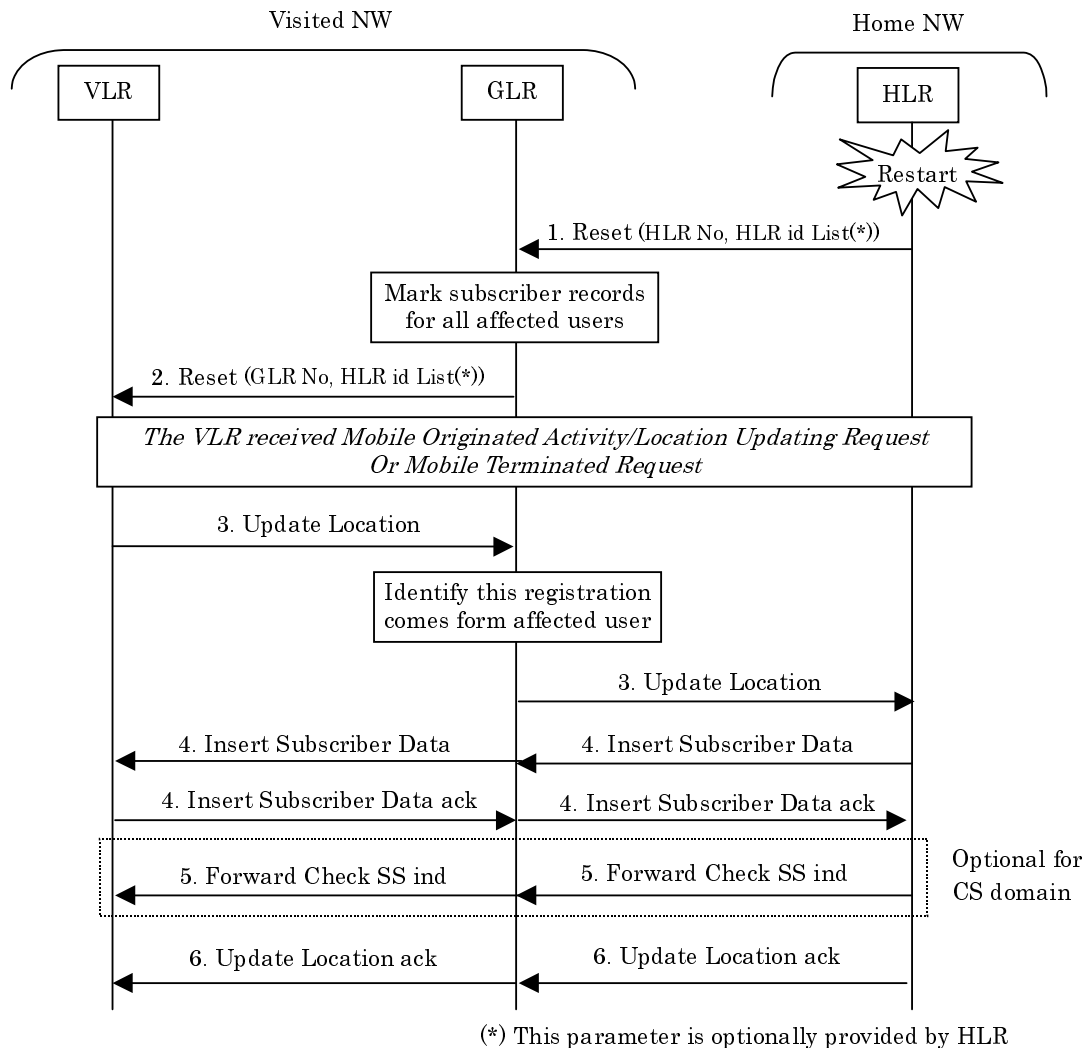 Visited NW
Home NW
VLR
GLR
HLR
Restart
1. Reset (HLR No, HLR id List(*))
Mark subscriber records
for all affected users
2. Reset (GLR No, HLR id List(*))
The VLR received Mobile Originated Activity/Location Updating Request
Or Mobile Terminated Request
3. Update Location
Identify this registration
comes form affected user
3. Update Location
4. Insert Subscriber Data
4. Insert Subscriber Data
4. Insert Subscriber Data ack
4. Insert Subscriber Data ack
5. Forward Check SS ind
5. Forward Check SS ind
Optional for
CS domain
6. Update Location ack
6. Update Location ack
(*) This parameter is optionally provided by HLR